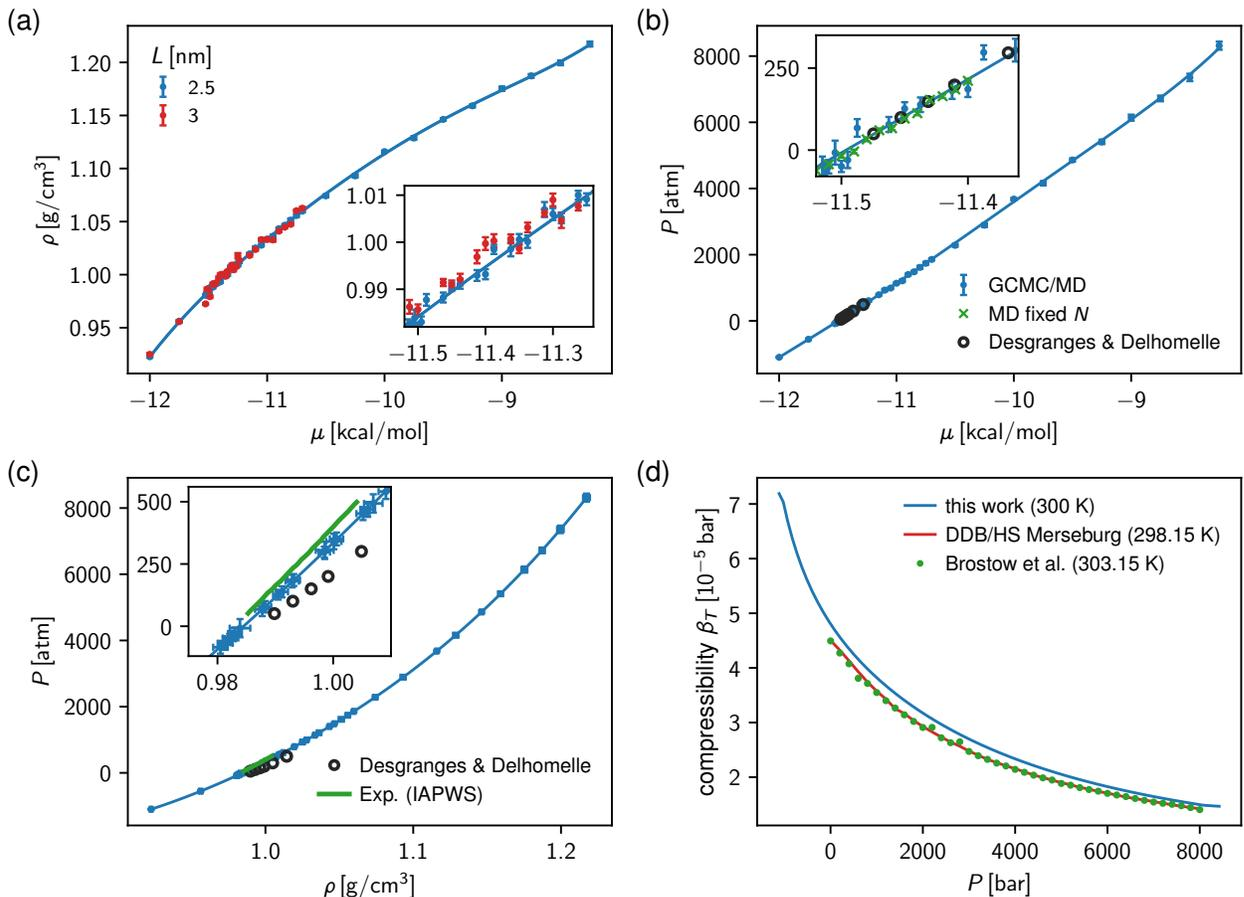 (a)
L [nm]
2.5
3
1.20
1.15
1.10
1.05
1.00
0.95
ρ [g/cm³]
1.01
1.00
0.99
−11.5 −11.4 −11.3
−12 −11 −10 −9
μ [kcal/mol]
(b)
8000
6000
4000
2000
0
P [atm]
250
0
−11.5 −11.4
GCMC/MD
MD fixed N
Desgranges & Delhomelle
−12 −11 −10 −9
μ [kcal/mol]
(c)
8000
6000
4000
2000
0
P [atm]
500
250
0
0.98 1.00
Desgranges & Delhomelle
Exp. (IAPWS)
1.0 1.1 1.2
ρ [g/cm³]
(d)
7
6
5
4
3
2
compressibility β_T [10⁻⁵ bar]
this work (300 K)
DDB/HS Merseburg (298.15 K)
Brostow et al. (303.15 K)
0 2000 4000 6000 8000
P [bar]